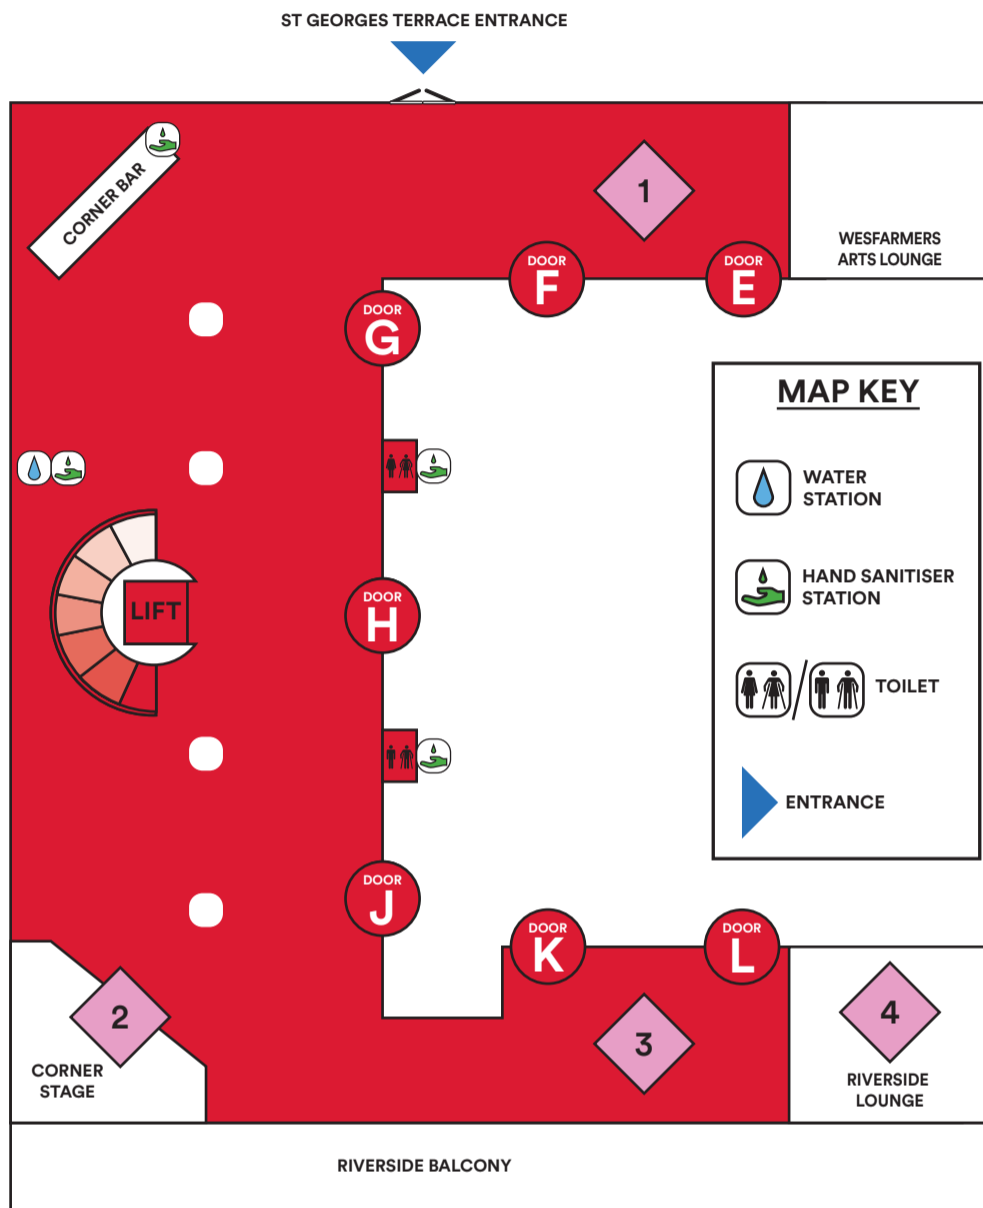 ST GEORGES TERRACE ENTRANCE
CORNER BAR
1
WESFARMERS
ARTS LOUNGE
DOOR
F
DOOR
E
DOOR
G
MAP KEY
WATER
STATION
HAND SANITISER
STATION
TOILET
ENTRANCE
LIFT
DOOR
H
DOOR
J
DOOR
K
DOOR
L
2
CORNER
STAGE
3
4
RIVERSIDE
LOUNGE
RIVERSIDE BALCONY